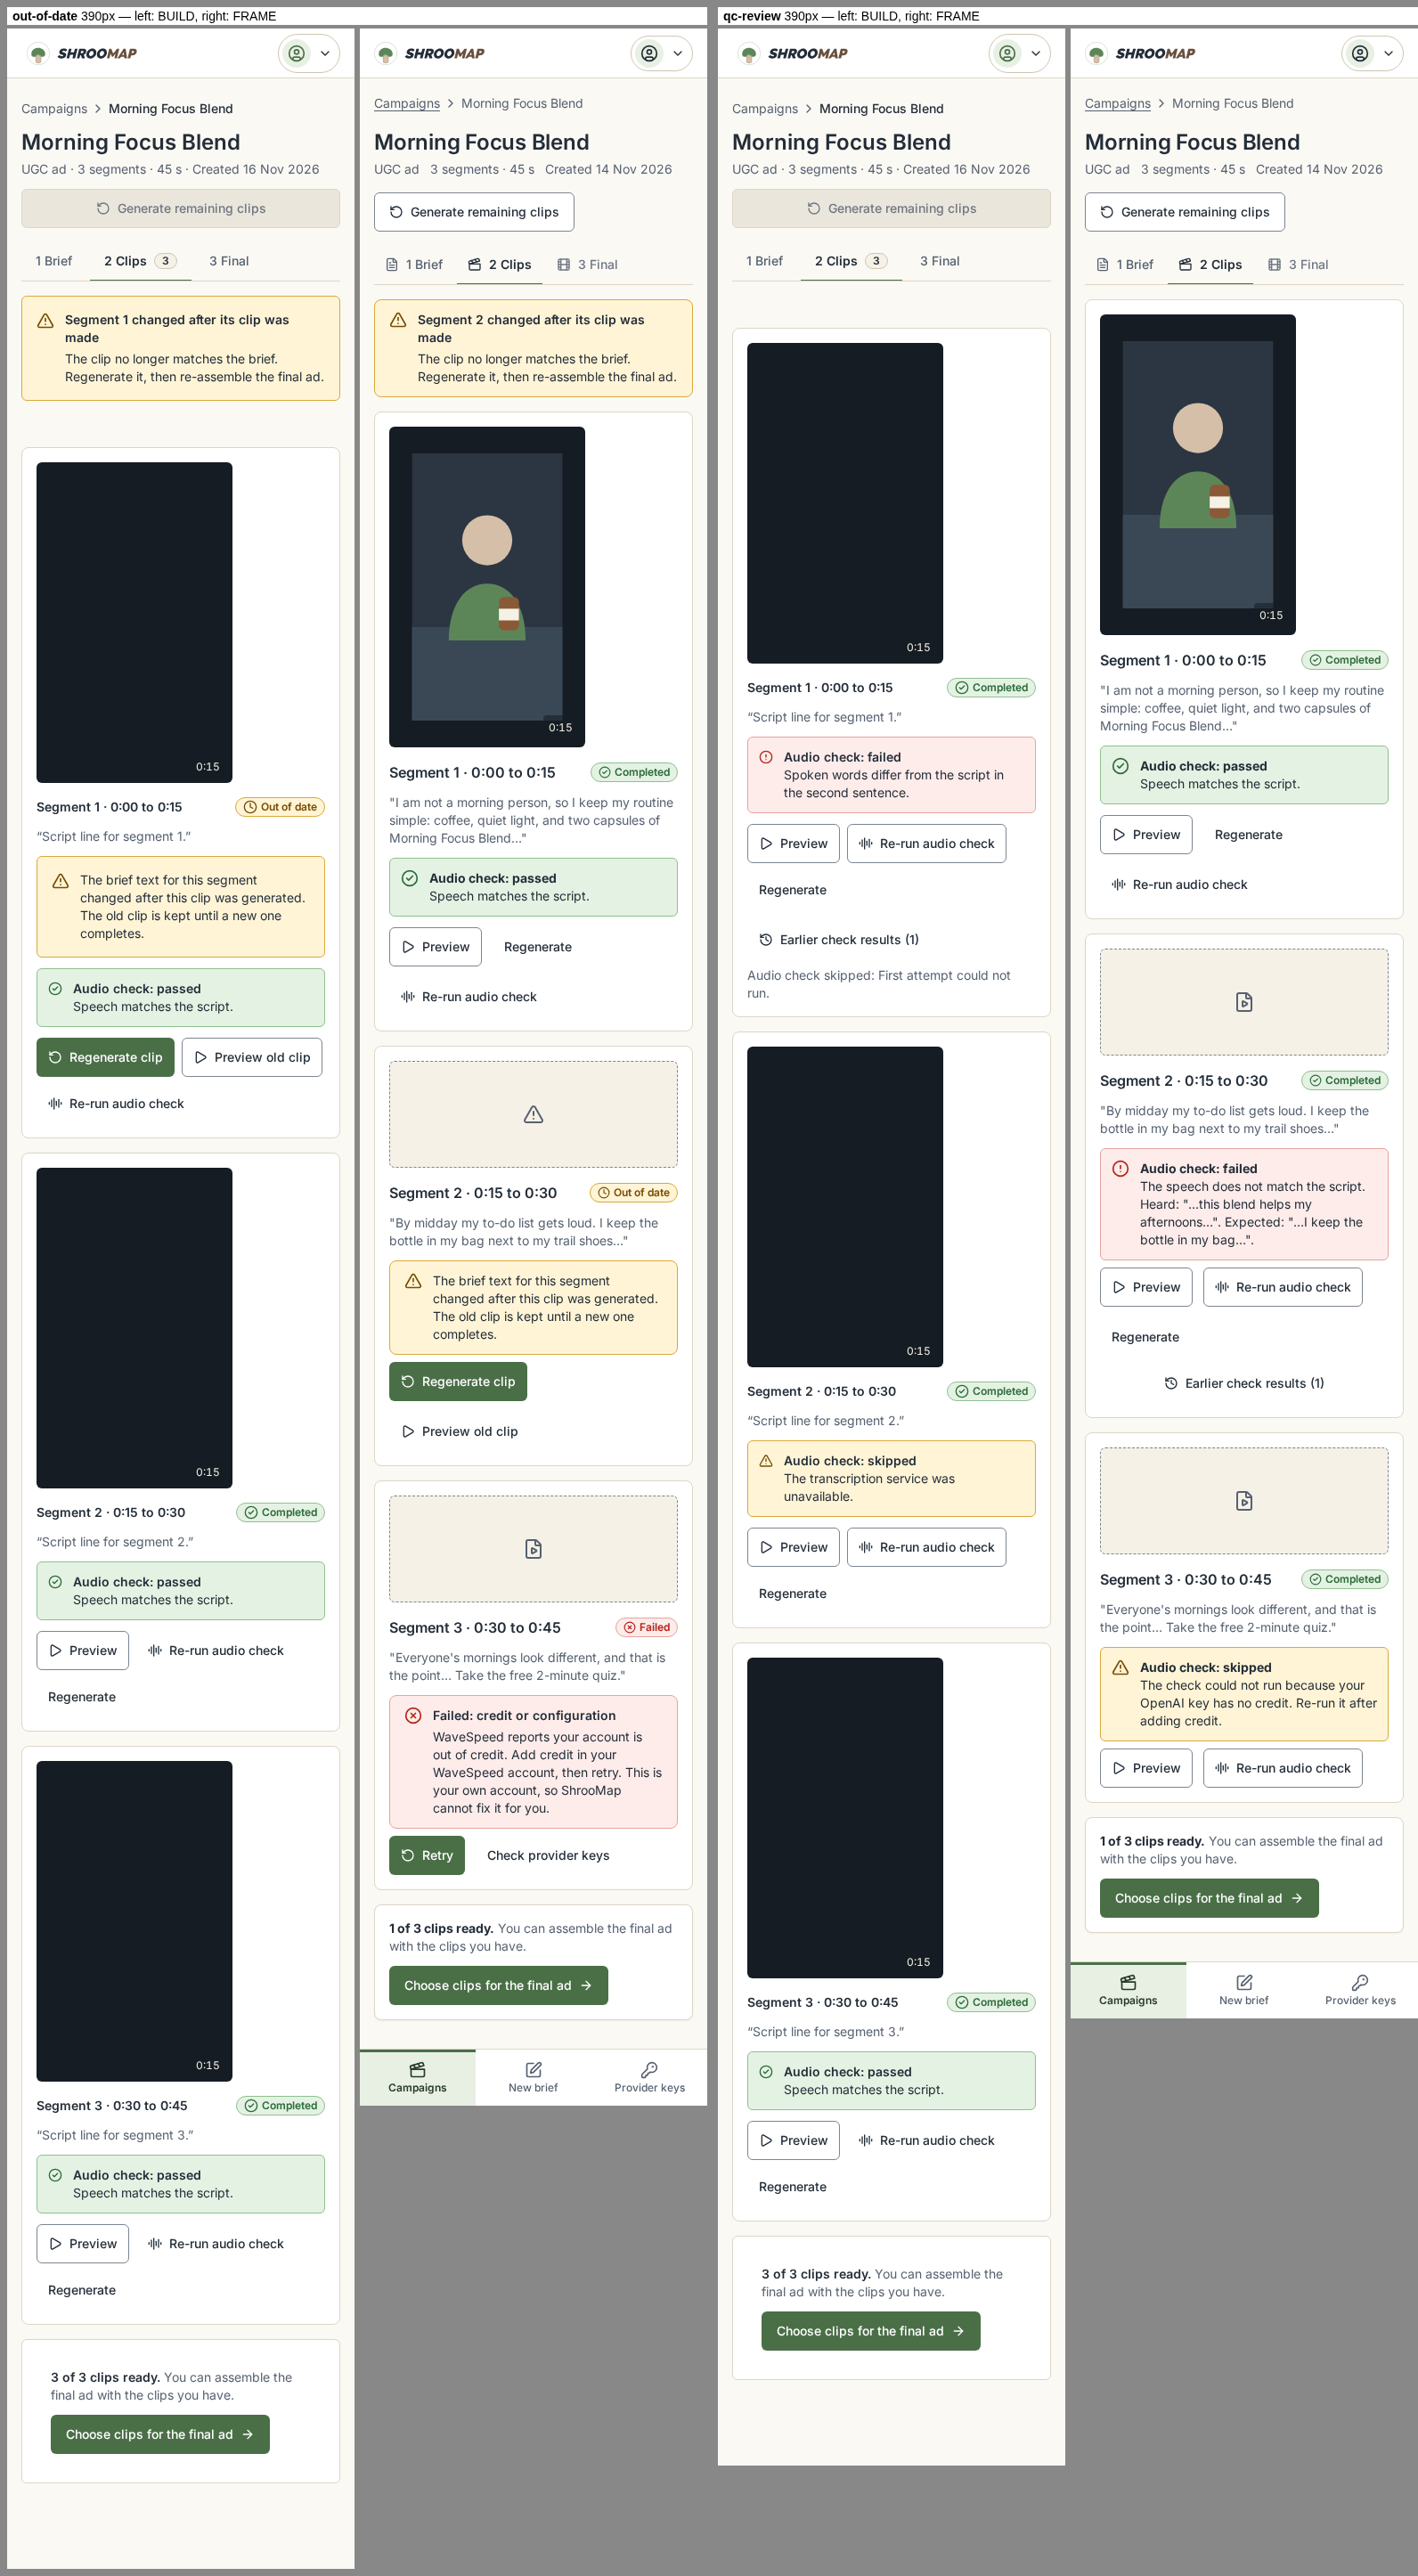 out-of-date 390px — left: BUILD, right: FRAME
SHROOMAP
Campaigns > Morning Focus Blend
Morning Focus Blend
UGC ad · 3 segments · 45 s · Created 16 Nov 2026
Generate remaining clips
1 Brief
2 Clips 3
3 Final
Segment 1 changed after its clip was
made
The clip no longer matches the brief.
Regenerate it, then re-assemble the final ad.
0:15
Segment 1 · 0:00 to 0:15
Out of date
“Script line for segment 1.”
The brief text for this segment
changed after this clip was generated.
The old clip is kept until a new one
completes.
Audio check: passed
Speech matches the script.
Regenerate clip
Preview old clip
Re-run audio check
0:15
Segment 2 · 0:15 to 0:30
Completed
“Script line for segment 2.”
Audio check: passed
Speech matches the script.
Preview
Re-run audio check
Regenerate
0:15
Segment 3 · 0:30 to 0:45
Completed
“Script line for segment 3.”
Audio check: passed
Speech matches the script.
Preview
Re-run audio check
Regenerate
3 of 3 clips ready. You can assemble the
final ad with the clips you have.
Choose clips for the final ad
SHROOMAP
Campaigns > Morning Focus Blend
Morning Focus Blend
UGC ad 3 segments · 45 s Created 14 Nov 2026
Generate remaining clips
1 Brief
2 Clips
3 Final
Segment 2 changed after its clip was
made
The clip no longer matches the brief.
Regenerate it, then re-assemble the final ad.
0:15
Segment 1 · 0:00 to 0:15
Completed
"I am not a morning person, so I keep my routine
simple: coffee, quiet light, and two capsules of
Morning Focus Blend..."
Audio check: passed
Speech matches the script.
Preview
Regenerate
Re-run audio check
Segment 2 · 0:15 to 0:30
Out of date
"By midday my to-do list gets loud. I keep the
bottle in my bag next to my trail shoes..."
The brief text for this segment
changed after this clip was generated.
The old clip is kept until a new one
completes.
Regenerate clip
Preview old clip
Segment 3 · 0:30 to 0:45
Failed
"Everyone's mornings look different, and that is
the point... Take the free 2-minute quiz."
Failed: credit or configuration
WaveSpeed reports your account is
out of credit. Add credit in your
WaveSpeed account, then retry. This is
your own account, so ShrooMap
cannot fix it for you.
Retry
Check provider keys
1 of 3 clips ready. You can assemble the final ad
with the clips you have.
Choose clips for the final ad
Campaigns
New brief
Provider keys
qc-review 390px — left: BUILD, right: FRAME
SHROOMAP
Campaigns > Morning Focus Blend
Morning Focus Blend
UGC ad · 3 segments · 45 s · Created 16 Nov 2026
Generate remaining clips
1 Brief
2 Clips 3
3 Final
0:15
Segment 1 · 0:00 to 0:15
Completed
“Script line for segment 1.”
Audio check: failed
Spoken words differ from the script in
the second sentence.
Preview
Re-run audio check
Regenerate
Earlier check results (1)
Audio check skipped: First attempt could not
run.
0:15
Segment 2 · 0:15 to 0:30
Completed
“Script line for segment 2.”
Audio check: skipped
The transcription service was
unavailable.
Preview
Re-run audio check
Regenerate
0:15
Segment 3 · 0:30 to 0:45
Completed
“Script line for segment 3.”
Audio check: passed
Speech matches the script.
Preview
Re-run audio check
Regenerate
3 of 3 clips ready. You can assemble the
final ad with the clips you have.
Choose clips for the final ad
SHROOMAP
Campaigns > Morning Focus Blend
Morning Focus Blend
UGC ad 3 segments · 45 s Created 14 Nov 2026
Generate remaining clips
1 Brief
2 Clips
3 Final
0:15
Segment 1 · 0:00 to 0:15
Completed
"I am not a morning person, so I keep my routine
simple: coffee, quiet light, and two capsules of
Morning Focus Blend..."
Audio check: passed
Speech matches the script.
Preview
Regenerate
Re-run audio check
Segment 2 · 0:15 to 0:30
Completed
"By midday my to-do list gets loud. I keep the
bottle in my bag next to my trail shoes..."
Audio check: failed
The speech does not match the script.
Heard: "...this blend helps my
afternoons...". Expected: "...I keep the
bottle in my bag...".
Preview
Re-run audio check
Regenerate
Earlier check results (1)
Segment 3 · 0:30 to 0:45
Completed
"Everyone's mornings look different, and that is
the point... Take the free 2-minute quiz."
Audio check: skipped
The check could not run because your
OpenAI key has no credit. Re-run it after
adding credit.
Preview
Re-run audio check
1 of 3 clips ready. You can assemble the final ad
with the clips you have.
Choose clips for the final ad
Campaigns
New brief
Provider keys